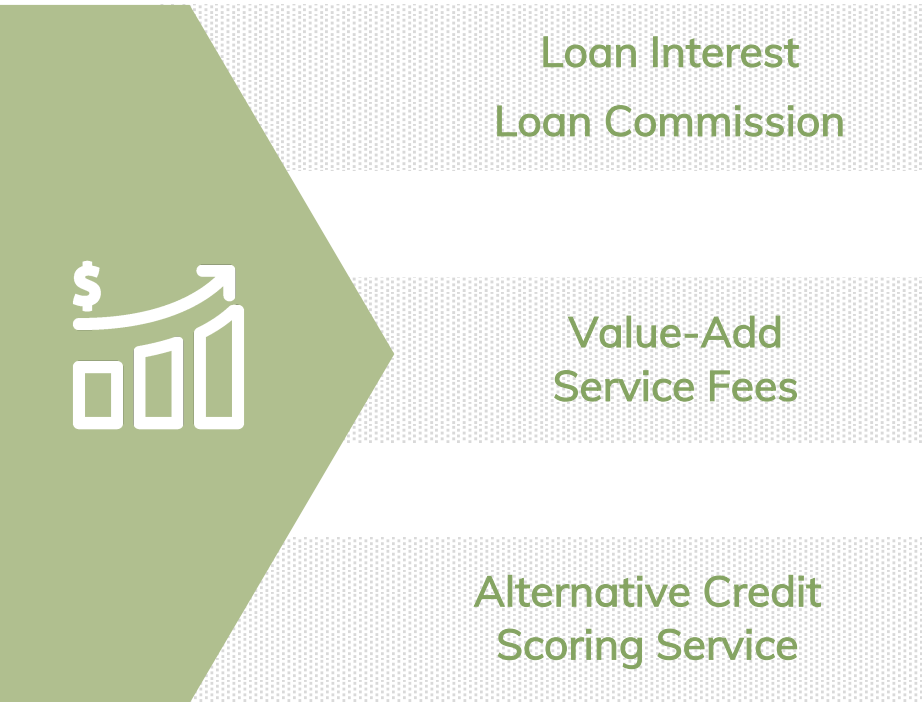 Loan Interest
Loan Commission
$
Value-Add
Service Fees
Alternative Credit
Scoring Service